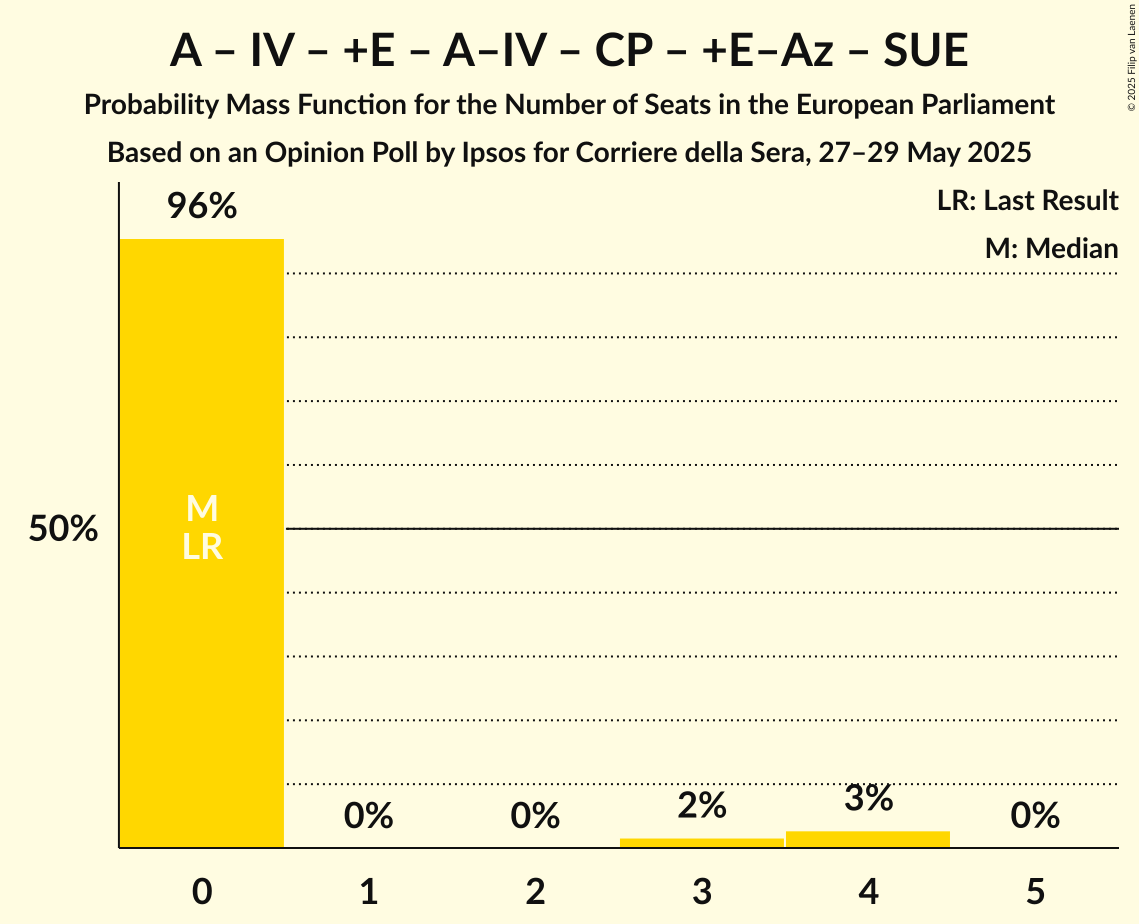 A – IV – +E – A–IV – CP – +E–Az – SUE
Probability Mass Function for the Number of Seats in the European Parliament
Based on an Opinion Poll by Ipsos for Corriere della Sera, 27–29 May 2025
© 2025 Filip van Laenen
LR: Last Result
M: Median
96%
M
LR
50%
0%
0%
2%
3%
0%
0 1 2 3 4 5